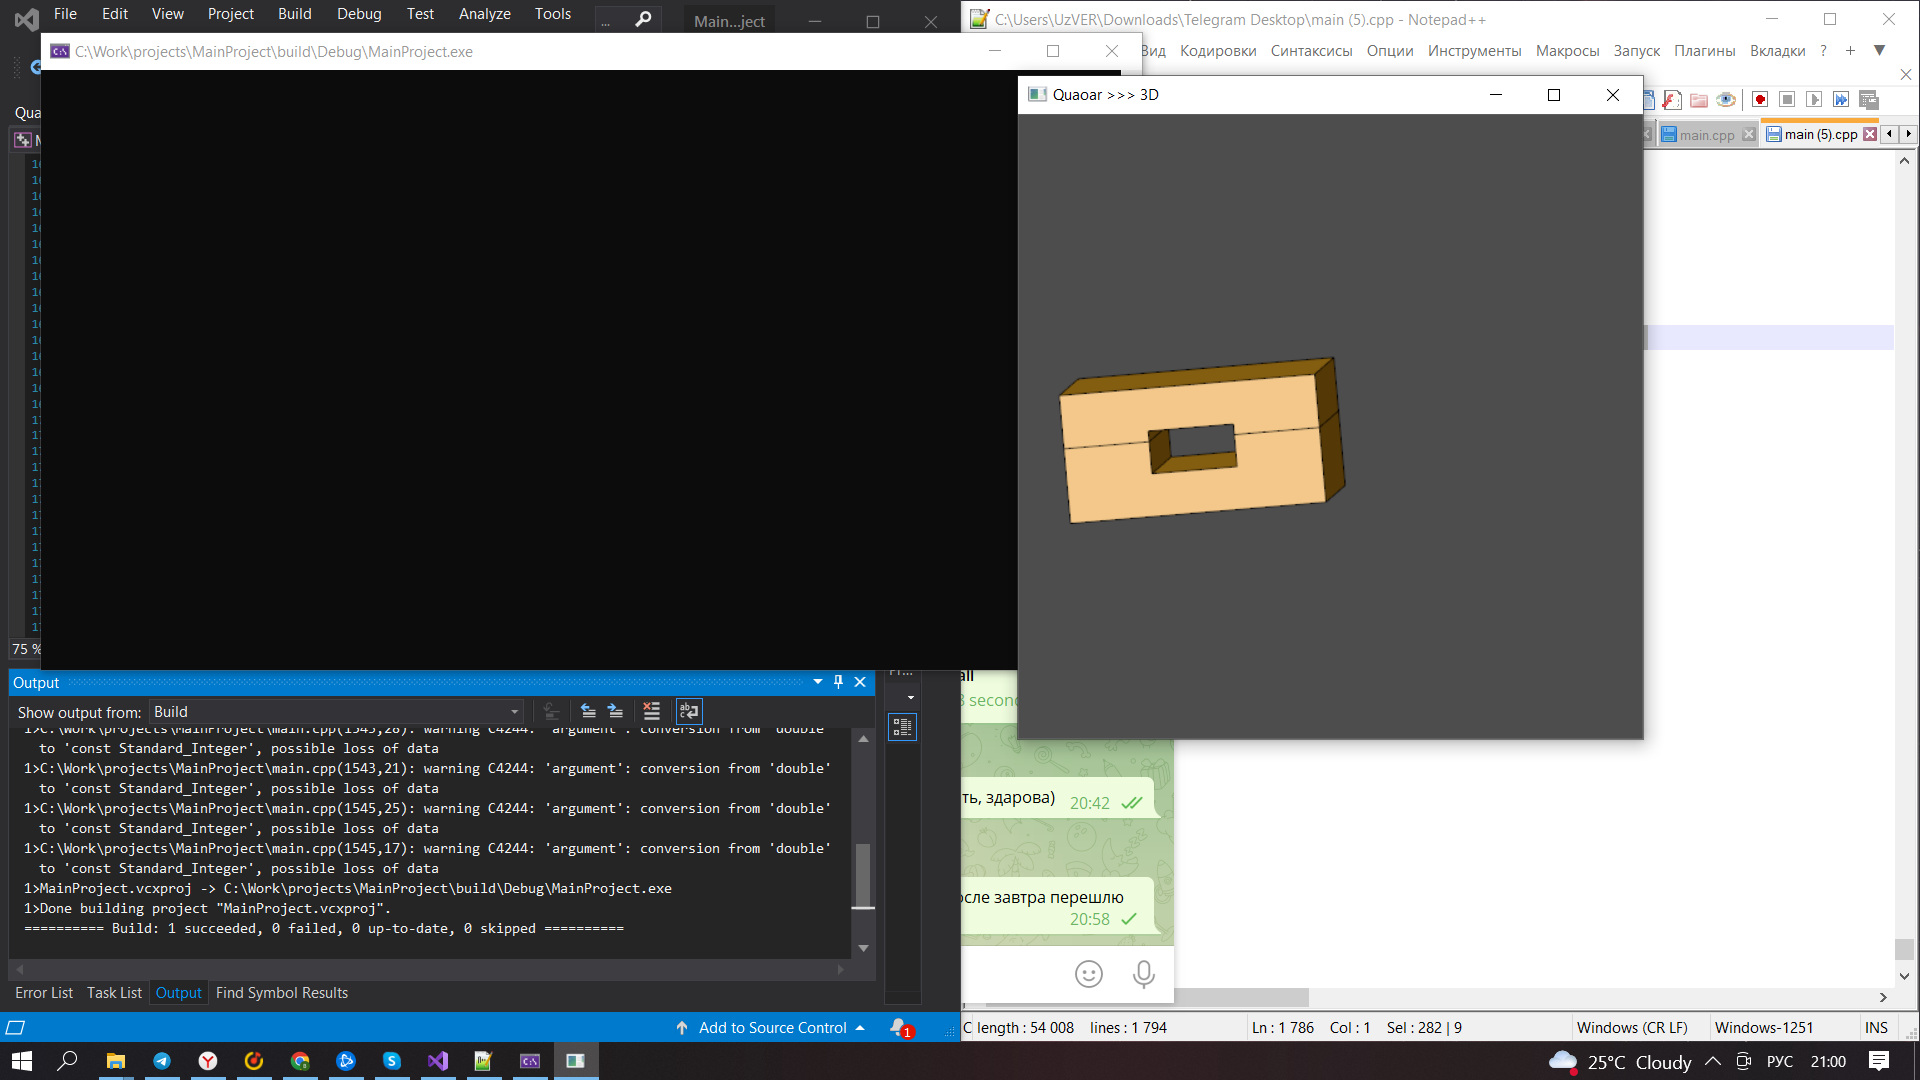 File Edit View Project Build Debug Test Analyze Tools ... Main...ject
C:\Users\UzVER\Downloads\Telegram Desktop\main (5).cpp - Notepad++
C:\Work\projects\MainProject\build\Debug\MainProject.exe
Вид Кодировки Синтаксисы Опции Инструменты Макросы Запуск Плагины Вкладки ? +
Quaoar >>> 3D
main.cpp
main (5).cpp
75 %
Output
Show output from: Build
1>C:\Work\projects\MainProject\main.cpp(1543,28): warning C4244: 'argument': conversion from 'double'
to 'const Standard_Integer', possible loss of data
1>C:\Work\projects\MainProject\main.cpp(1543,21): warning C4244: 'argument': conversion from 'double'
to 'const Standard_Integer', possible loss of data
1>C:\Work\projects\MainProject\main.cpp(1545,25): warning C4244: 'argument': conversion from 'double'
to 'const Standard_Integer', possible loss of data
1>C:\Work\projects\MainProject\main.cpp(1545,17): warning C4244: 'argument': conversion from 'double'
to 'const Standard_Integer', possible loss of data
1>MainProject.vcxproj -> C:\Work\projects\MainProject\build\Debug\MainProject.exe
1>Done building project "MainProject.vcxproj".
========== Build: 1 succeeded, 0 failed, 0 up-to-date, 0 skipped ==========
Error List Task List Output Find Symbol Results
Add to Source Control 1
ть, здарова) 20:42
осле завтра перешлю
20:58
length : 54 008 lines : 1 794 Ln : 1 786 Col : 1 Sel : 282 | 9 Windows (CR LF) Windows-1251 INS
25°C Cloudy РУС 21:00